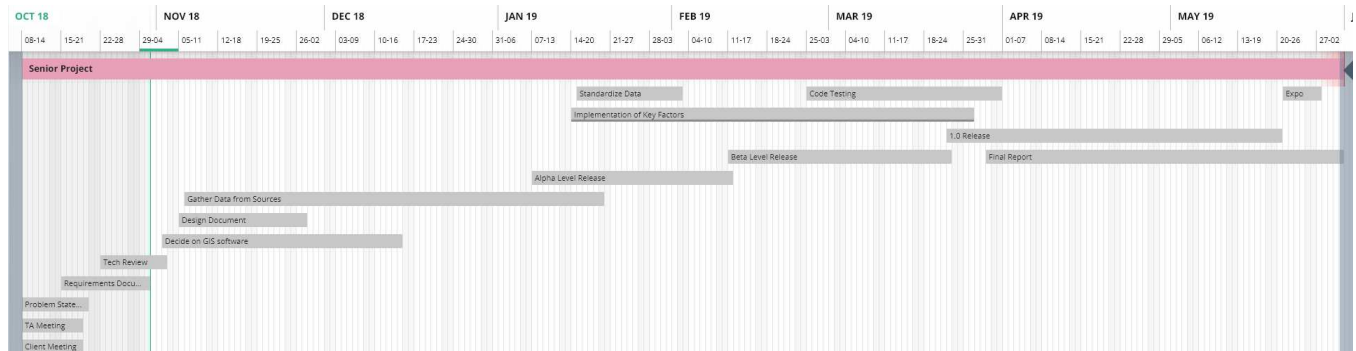 OCT 18 NOV 18 DEC 18 JAN 19 FEB 19 MAR 19 APR 19 MAY 19
08-14 15-21 22-28 29-04 05-11 12-18 19-25 26-02 03-09 10-16 17-23 24-30 31-06 07-13 14-20 21-27 28-03 04-10 11-17 18-24 25-03 04-10 11-17 18-24 25-31 01-07 08-14 15-21 22-28 29-05 06-12 13-19 20-26 27-02
Senior Project
Standardize Data Code Testing Expo
Implementation of Key Factors
1.0 Release
Beta Level Release Final Report
Alpha Level Release
Gather Data from Sources
Design Document
Decide on GIS software
Tech Review
Requirements Docu...
Problem State...
TA Meeting
Client Meeting